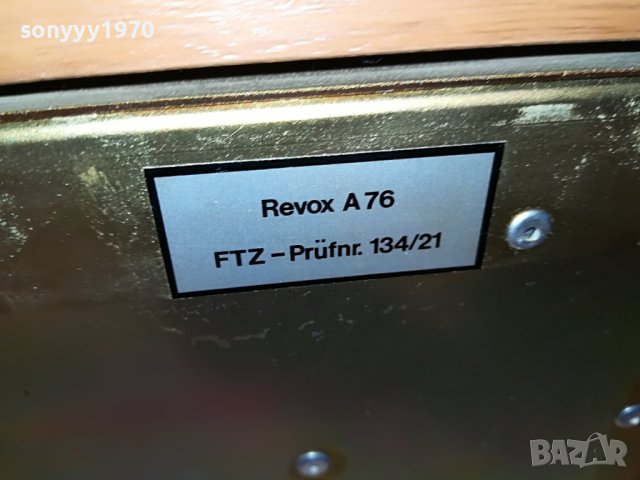 sonyyy1970
Revox A76
FTZ – Prüfnr. 134/21
BAZAR